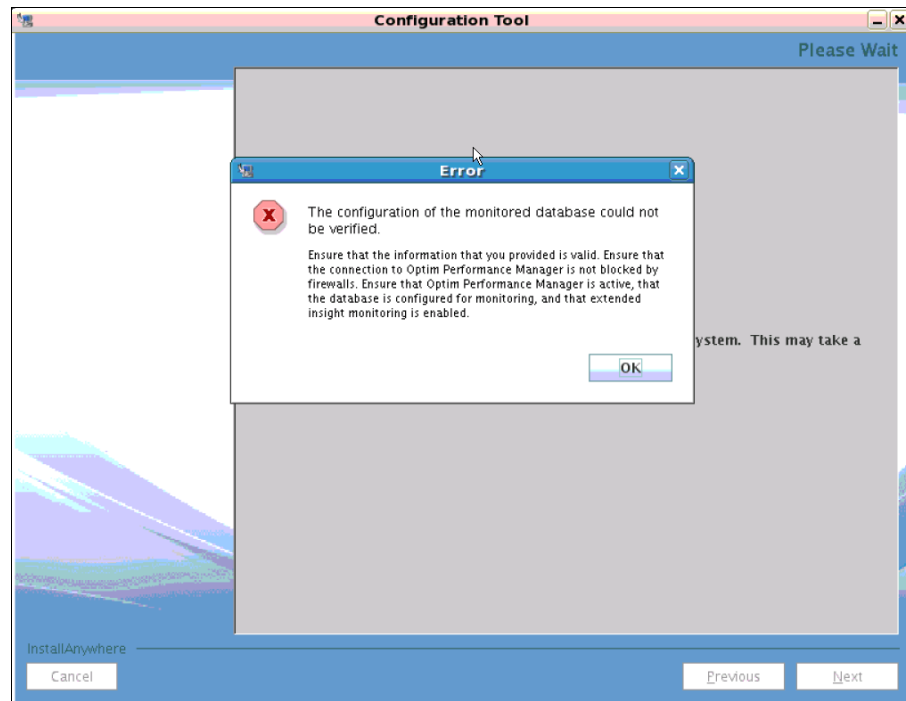 Configuration Tool
Please Wait
Error
The configuration of the monitored database could not
be verified.
Ensure that the information that you provided is valid. Ensure that
the connection to Optim Performance Manager is not blocked by
firewalls. Ensure that Optim Performance Manager is active, that
the database is configured for monitoring, and that extended
insight monitoring is enabled.
ystem. This may take a
OK
InstallAnywhere
Cancel
Previous
Next